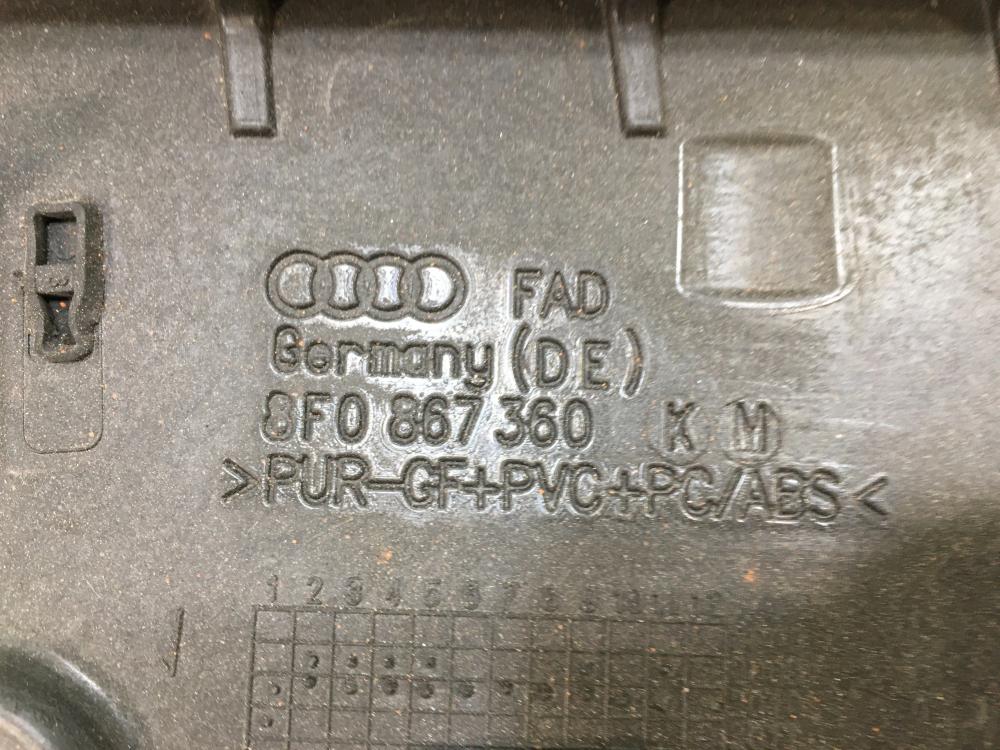 FAD
Germany (DE)
8F0 867 360 K M
>PUR-GF+PVC+PC/ABS<
1 2 3 4 5 6 7 8 9 10 11 12